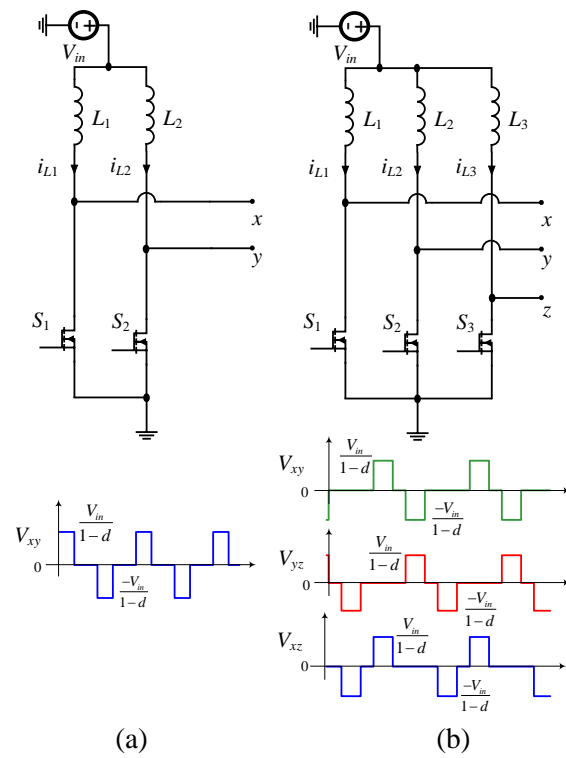 V_in
V_in
L_1
L_2
L_1
L_2
L_3
i_L1
i_L2
i_L1
i_L2
i_L3
x
x
y
y
z
S_1
S_2
S_1
S_2
S_3
V_xy
V_in/1-d
0
-V_in/1-d
V_xy
V_in/1-d
0
-V_in/1-d
V_yz
V_in/1-d
0
-V_in/1-d
V_xz
V_in/1-d
0
-V_in/1-d
(a)
(b)